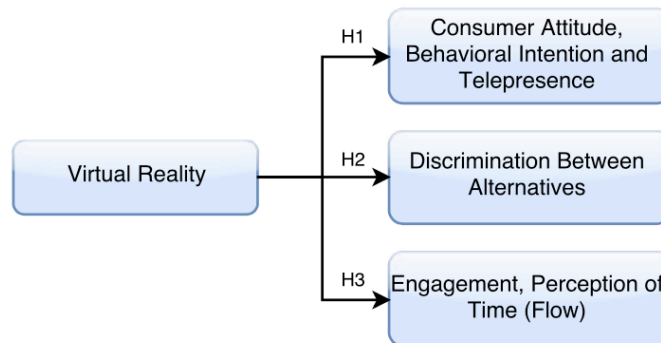 Virtual Reality
H1
Consumer Attitude,
Behavioral Intention and
Telepresence
H2
Discrimination Between
Alternatives
H3
Engagement, Perception of
Time (Flow)